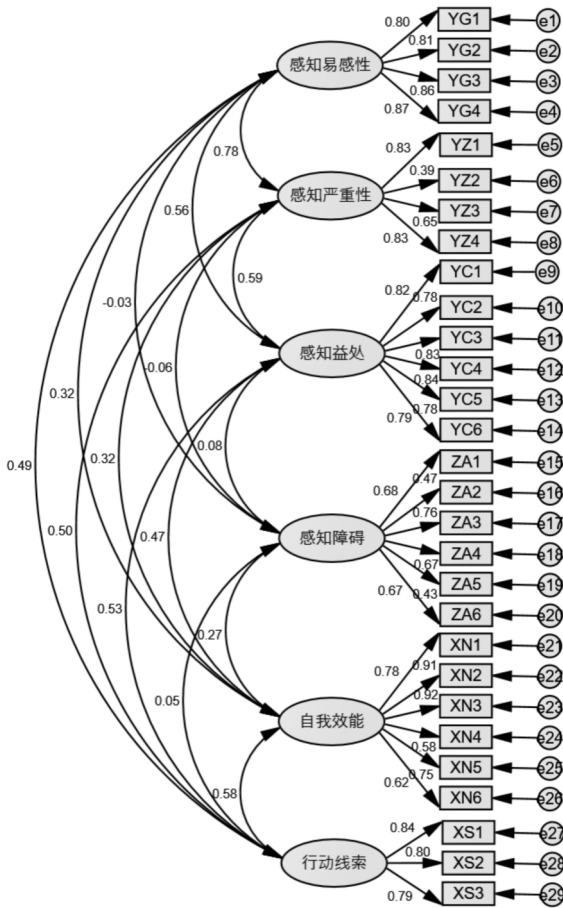 0.80 YG1 e1
0.81 YG2 e2
感知易感性
YG3 e3
0.86
0.87 YG4 e4
0.83 YZ1 e5
0.78
0.39 YZ2 e6
感知严重性
YZ3 e7
0.56 0.65
0.83 YZ4 e8
YC1 e9
0.59
0.82 0.78
-0.03 YC2 e10
YC3 e11
感知益处
0.83
-0.06 YC4 e12
0.84
0.32 YC5 e13
0.79 0.78
YC6 e14
0.08
0.49 0.32 ZA1 e15
0.68 0.47
ZA2 e16
0.76
0.50 0.47 ZA3 e17
感知障碍
ZA4 e18
0.67
ZA5 e19
0.67 0.43
0.53 ZA6 e20
0.27
XN1 e21
0.78 0.91
XN2 e22
0.92
0.05 XN3 e23
自我效能
XN4 e24
0.58
XN5 e25
0.62 0.75
0.58 XN6 e26
0.84 XS1 e27
0.80
行动线索 XS2 e28
0.79 XS3 e29